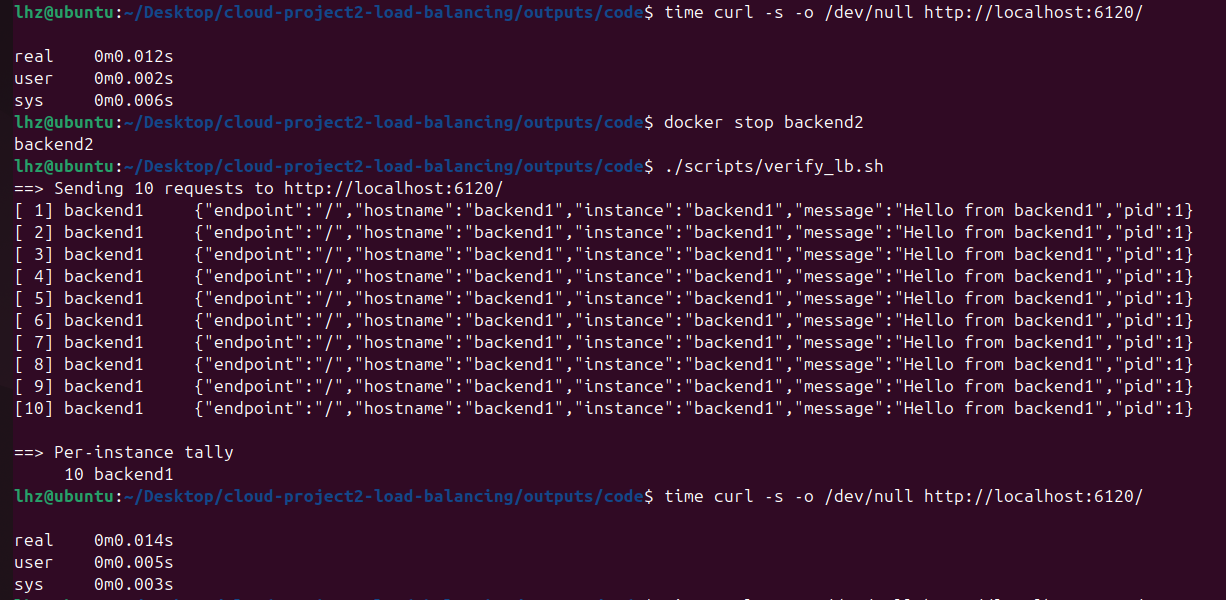 lhz@ubuntu:~/Desktop/cloud-project2-load-balancing/outputs/code$ time curl -s -o /dev/null http://localhost:6120/
real    0m0.012s
user    0m0.002s
sys     0m0.006s
lhz@ubuntu:~/Desktop/cloud-project2-load-balancing/outputs/code$ docker stop backend2
backend2
lhz@ubuntu:~/Desktop/cloud-project2-load-balancing/outputs/code$ ./scripts/verify_lb.sh
==> Sending 10 requests to http://localhost:6120/
[ 1] backend1     {"endpoint":"/","hostname":"backend1","instance":"backend1","message":"Hello from backend1","pid":1}
[ 2] backend1     {"endpoint":"/","hostname":"backend1","instance":"backend1","message":"Hello from backend1","pid":1}
[ 3] backend1     {"endpoint":"/","hostname":"backend1","instance":"backend1","message":"Hello from backend1","pid":1}
[ 4] backend1     {"endpoint":"/","hostname":"backend1","instance":"backend1","message":"Hello from backend1","pid":1}
[ 5] backend1     {"endpoint":"/","hostname":"backend1","instance":"backend1","message":"Hello from backend1","pid":1}
[ 6] backend1     {"endpoint":"/","hostname":"backend1","instance":"backend1","message":"Hello from backend1","pid":1}
[ 7] backend1     {"endpoint":"/","hostname":"backend1","instance":"backend1","message":"Hello from backend1","pid":1}
[ 8] backend1     {"endpoint":"/","hostname":"backend1","instance":"backend1","message":"Hello from backend1","pid":1}
[ 9] backend1     {"endpoint":"/","hostname":"backend1","instance":"backend1","message":"Hello from backend1","pid":1}
[10] backend1     {"endpoint":"/","hostname":"backend1","instance":"backend1","message":"Hello from backend1","pid":1}
==> Per-instance tally
     10 backend1
lhz@ubuntu:~/Desktop/cloud-project2-load-balancing/outputs/code$ time curl -s -o /dev/null http://localhost:6120/
real    0m0.014s
user    0m0.005s
sys     0m0.003s